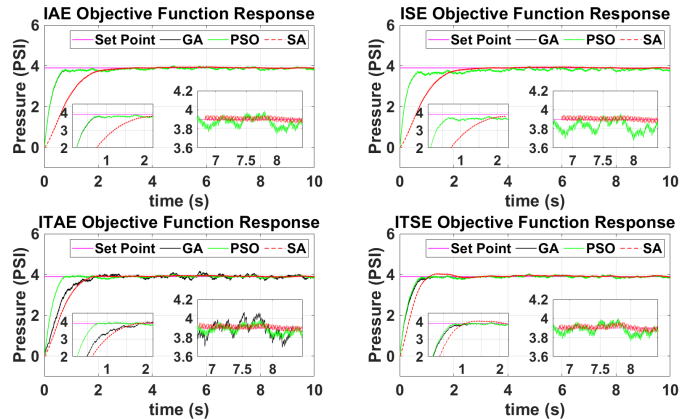 IAE Objective Function Response
Set Point GA PSO SA
Pressure (PSI)
6
4
2
0
4
3
2
1 2
4.2
4
3.8
3.6
7 7.5 8
0 2 4 6 8 10
time (s)
ISE Objective Function Response
Set Point GA PSO SA
Pressure (PSI)
6
4
2
0
4
3
2
1 2
4.2
4
3.8
3.6
7 7.5 8
0 2 4 6 8 10
time (s)
ITAE Objective Function Response
Set Point GA PSO SA
Pressure (PSI)
6
4
2
0
4
3
2
1 2
4.2
4
3.8
3.6
7 7.5 8
0 2 4 6 8 10
time (s)
ITSE Objective Function Response
Set Point GA PSO SA
Pressure (PSI)
6
4
2
0
4
3
2
1 2
4.2
4
3.8
3.6
7 7.5 8
0 2 4 6 8 10
time (s)